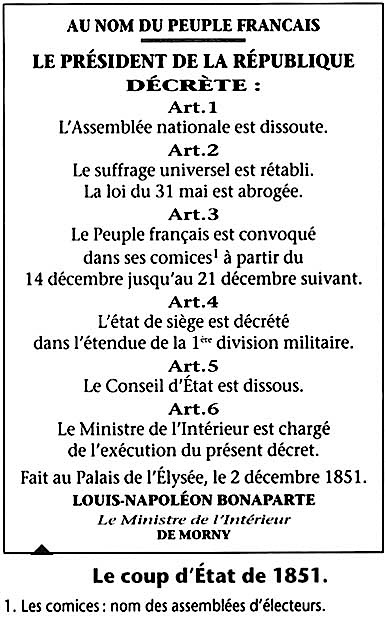 AU NOM DU PEUPLE FRANCAIS
LE PRÉSIDENT DE LA RÉPUBLIQUE
DÉCRÈTE :
Art.1
L'Assemblée nationale est dissoute.
Art.2
Le suffrage universel est rétabli.
La loi du 31 mai est abrogée.
Art.3
Le Peuple français est convoqué
dans ses comices¹ à partir du
14 décembre jusqu'au 21 décembre suivant.
Art.4
L'état de siège est décrété
dans l'étendue de la 1ère division militaire.
Art.5
Le Conseil d'État est dissous.
Art.6
Le Ministre de l'Intérieur est chargé
de l'exécution du présent décret.
Fait au Palais de l'Élysée, le 2 décembre 1851.
LOUIS-NAPOLÉON BONAPARTE
Le Ministre de l'Intérieur
DE MORNY
Le coup d'État de 1851.
1. Les comices : nom des assemblées d'électeurs.